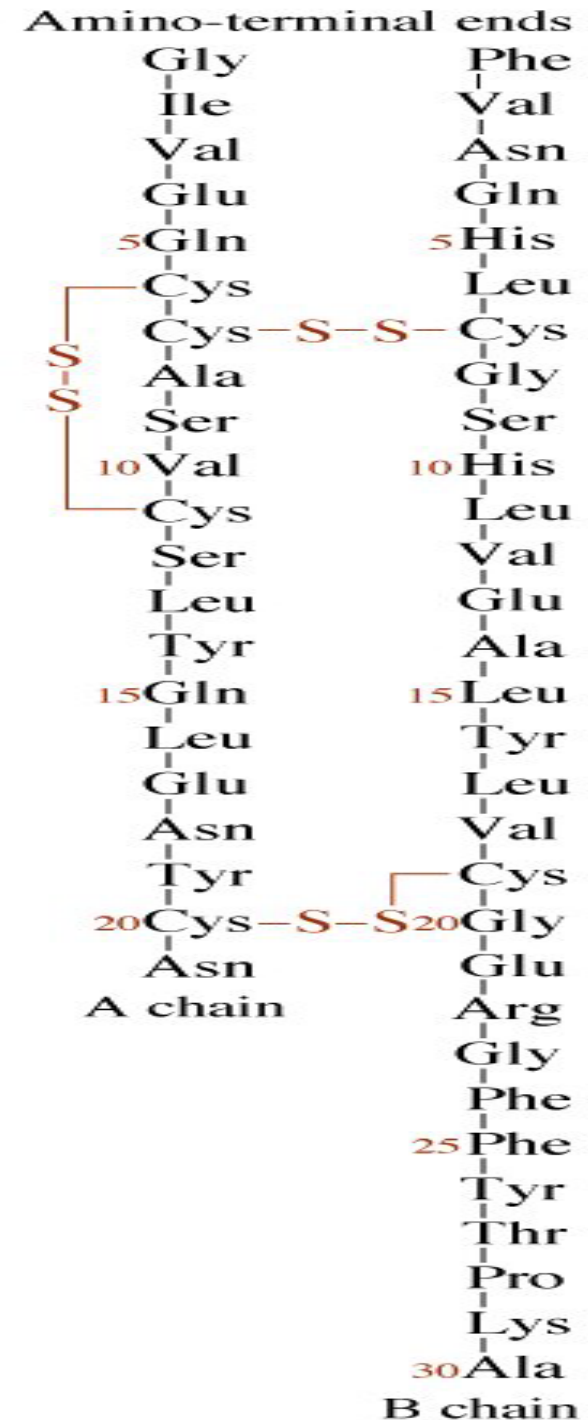 Amino-terminal ends
Gly Phe
Ile Val
Val Asn
Glu Gln
5Gln 5His
Cys Leu
Cys–S–S–Cys
S
S
Ala Gly
Ser Ser
10Val 10His
Cys Leu
Ser Val
Leu Glu
Tyr Ala
15Gln 15Leu
Leu Tyr
Glu Leu
Asn Val
Tyr Cys
20Cys–S–S20Gly
Asn Glu
A chain Arg
Gly
Phe
25Phe
Tyr
Thr
Pro
Lys
30Ala
B chain